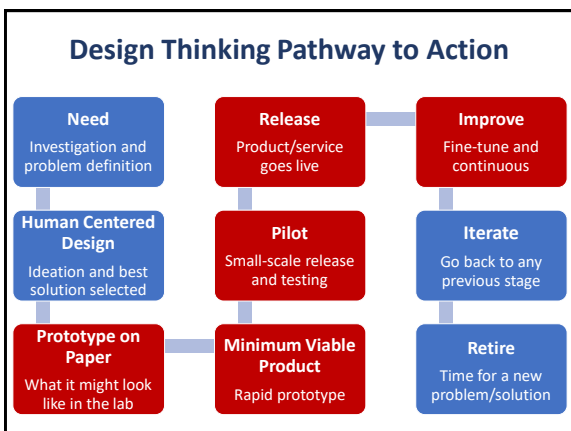 Design Thinking Pathway to Action
Need
Investigation and
problem definition
Human Centered
Design
Ideation and best
solution selected
Prototype on
Paper
What it might look
like in the lab
Minimum Viable
Product
Rapid prototype
Pilot
Small-scale release
and testing
Release
Product/service
goes live
Improve
Fine-tune and
continuous
Iterate
Go back to any
previous stage
Retire
Time for a new
problem/solution